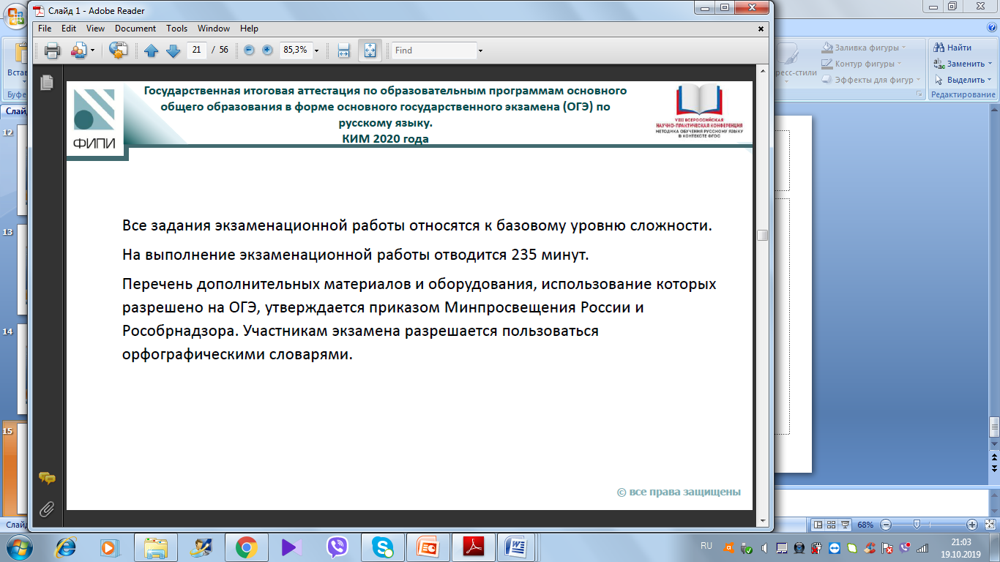 Слайд 1 - Adobe Reader
File Edit View Document Tools Window Help
21 / 56 85,3% Find
Государственная итоговая аттестация по образовательным программам основного
общего образования в форме основного государственного экзамена (ОГЭ) по
русскому языку.
КИМ 2020 года
ФИПИ
VIII ВСЕРОССИЙСКАЯ
НАУЧНО-ПРАКТИЧЕСКАЯ КОНФЕРЕНЦИЯ
МЕТОДИКА ОБУЧЕНИЯ РУССКОМУ ЯЗЫКУ
В КОНТЕКСТЕ ФГОС
Все задания экзаменационной работы относятся к базовому уровню сложности.
На выполнение экзаменационной работы отводится 235 минут.
Перечень дополнительных материалов и оборудования, использование которых
разрешено на ОГЭ, утверждается приказом Минпросвещения России и
Рособрнадзора. Участникам экзамена разрешается пользоваться
орфографическими словарями.
© все права защищены
Встав
Буфе
Слайд
12
13
14
15
Слайд
ресс-стили
Заливка фигуры
Контур фигуры
Эффекты для фигур
Найти
Заменить
Выделить
Редактирование
68%
RU
21:03
19.10.2019